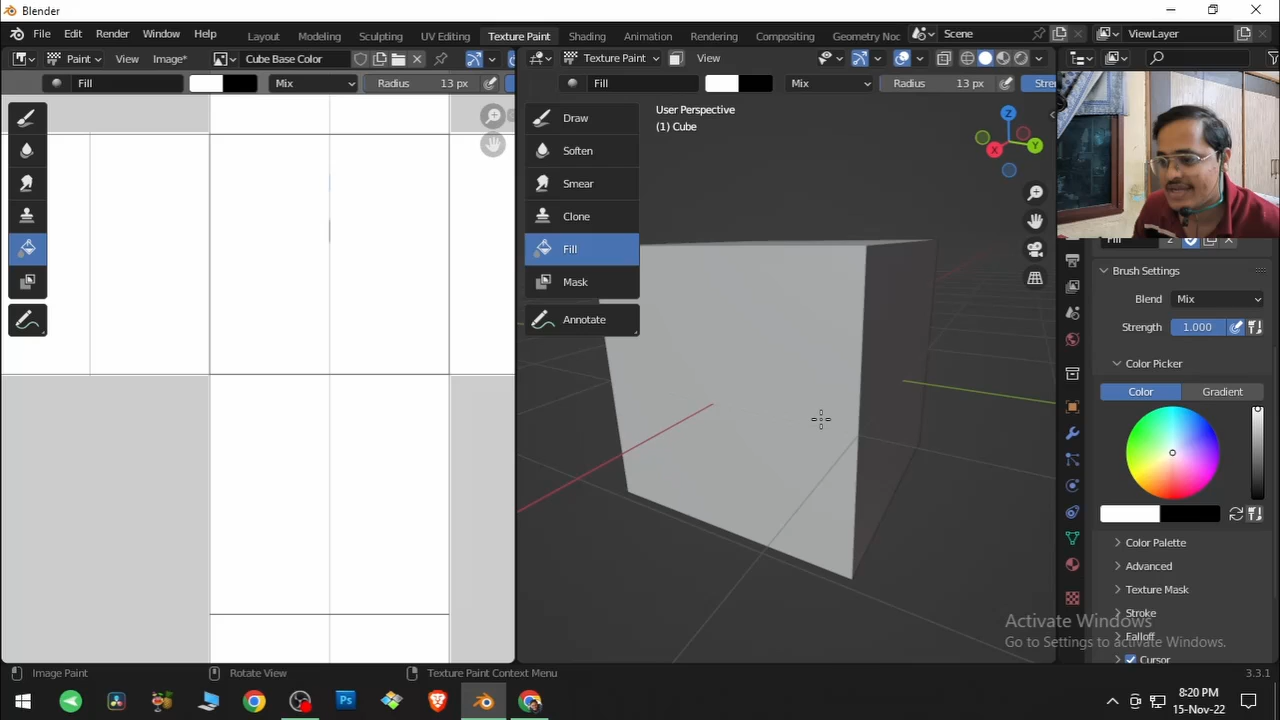 Blender
File Edit Render Window Help Layout Modeling Sculpting UV Editing Texture Paint Shading Animation Rendering Compositing Geometry Noc Scene ViewLayer
Paint View Image* Cube Base Color Texture Paint View
Fill Mix Radius 13 px Fill Mix Radius 13 px Stre
Draw
Soften
Smear
Clone
Fill
Mask
Annotate
User Perspective
(1) Cube
Z
Y
X
Fill 2
Brush Settings
Blend Mix
Strength 1.000
Color Picker
Color Gradient
Color Palette
Advanced
Texture Mask
Stroke
Falloff
Cursor
Activate Windows
Go to Settings to activate Windows.
Image Paint Rotate View Texture Paint Context Menu 3.3.1
Ps
8:20 PM
15-Nov-22